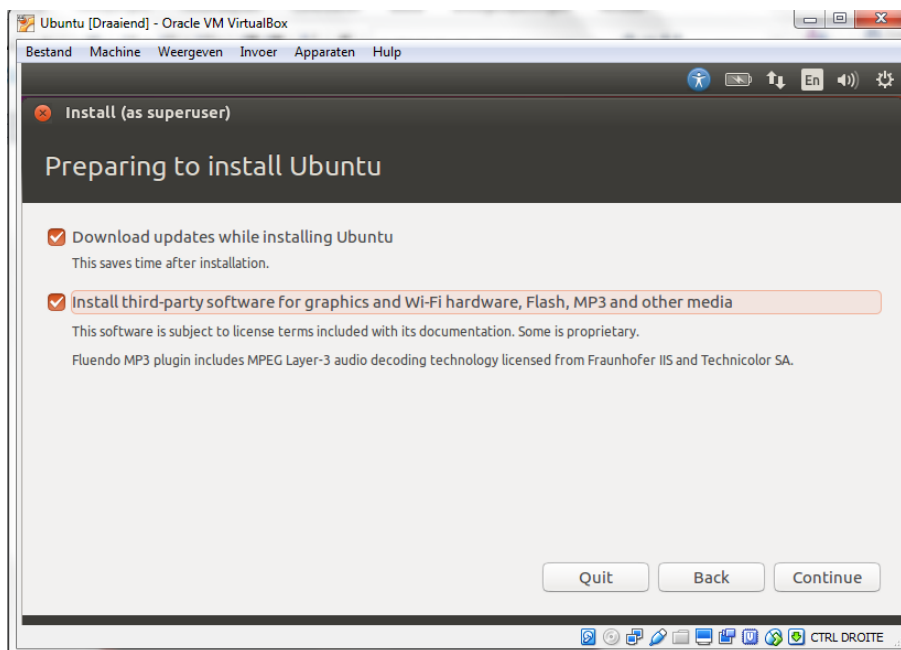 Ubuntu [Draaiend] - Oracle VM VirtualBox
Bestand Machine Weergeven Invoer Apparaten Hulp
En
Install (as superuser)
Preparing to install Ubuntu
Download updates while installing Ubuntu
This saves time after installation.
Install third-party software for graphics and Wi-Fi hardware, Flash, MP3 and other media
This software is subject to license terms included with its documentation. Some is proprietary.
Fluendo MP3 plugin includes MPEG Layer-3 audio decoding technology licensed from Fraunhofer IIS and Technicolor SA.
Quit Back Continue
CTRL DROITE